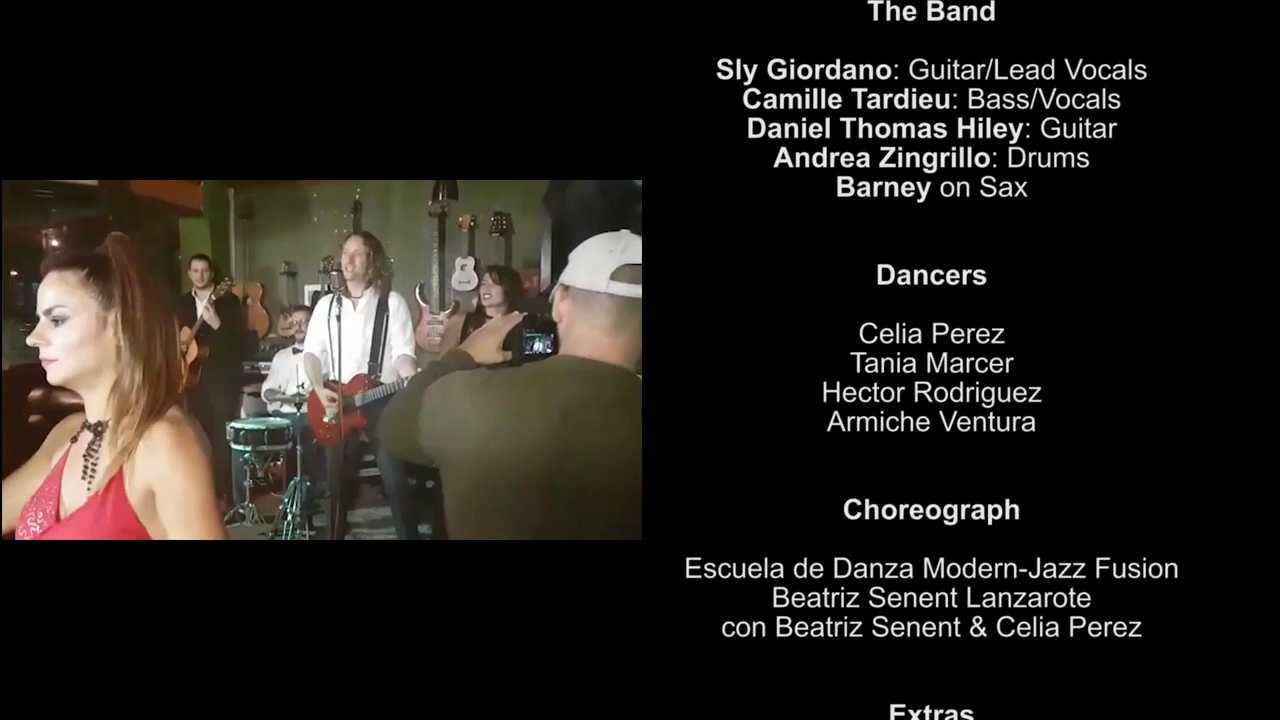 The Band
Sly Giordano: Guitar/Lead Vocals
Camille Tardieu: Bass/Vocals
Daniel Thomas Hiley: Guitar
Andrea Zingrillo: Drums
Barney on Sax
Dancers
Celia Perez
Tania Marcer
Hector Rodriguez
Armiche Ventura
Choreograph
Escuela de Danza Modern-Jazz Fusion
Beatriz Senent Lanzarote
con Beatriz Senent & Celia Perez
Extras